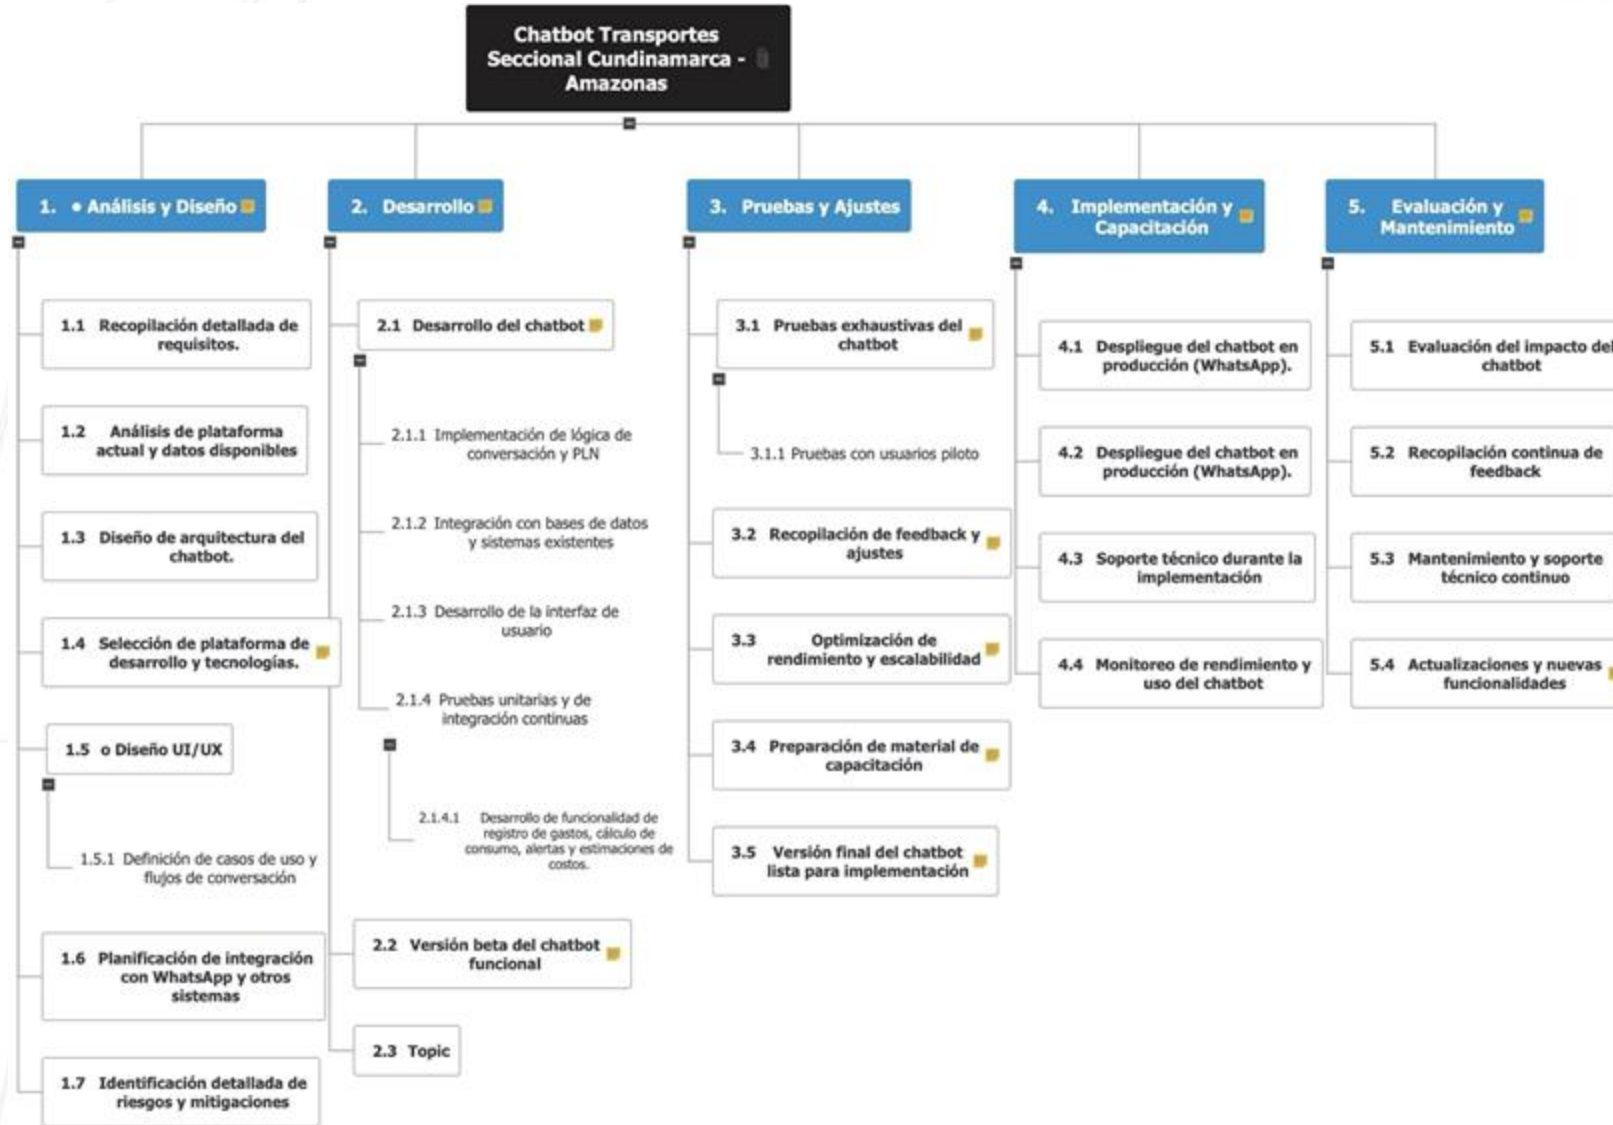 Chatbot Transportes
Seccional Cundinamarca -
Amazonas
1. • Análisis y Diseño
1.1 Recopilación detallada de
requisitos.
1.2 Análisis de plataforma
actual y datos disponibles
1.3 Diseño de arquitectura del
chatbot.
1.4 Selección de plataforma de
desarrollo y tecnologías.
1.5 o Diseño UI/UX
1.5.1 Definición de casos de uso y
flujos de conversación
1.6 Planificación de integración
con WhatsApp y otros
sistemas
1.7 Identificación detallada de
riesgos y mitigaciones
2. Desarrollo
2.1 Desarrollo del chatbot
2.1.1 Implementación de lógica de
conversación y PLN
2.1.2 Integración con bases de datos
y sistemas existentes
2.1.3 Desarrollo de la interfaz de
usuario
2.1.4 Pruebas unitarias y de
integración continuas
2.1.4.1 Desarrollo de funcionalidad de
registro de gastos, cálculo de
consumo, alertas y estimaciones de
costos.
2.2 Versión beta del chatbot
funcional
2.3 Topic
3. Pruebas y Ajustes
3.1 Pruebas exhaustivas del
chatbot
3.1.1 Pruebas con usuarios piloto
3.2 Recopilación de feedback y
ajustes
3.3 Optimización de
rendimiento y escalabilidad
3.4 Preparación de material de
capacitación
3.5 Versión final del chatbot
lista para implementación
4. Implementación y
Capacitación
4.1 Despliegue del chatbot en
producción (WhatsApp).
4.2 Despliegue del chatbot en
producción (WhatsApp).
4.3 Soporte técnico durante la
implementación
4.4 Monitoreo de rendimiento y
uso del chatbot
5. Evaluación y
Mantenimiento
5.1 Evaluación del impacto del
chatbot
5.2 Recopilación continua de
feedback
5.3 Mantenimiento y soporte
técnico continuo
5.4 Actualizaciones y nuevas
funcionalidades